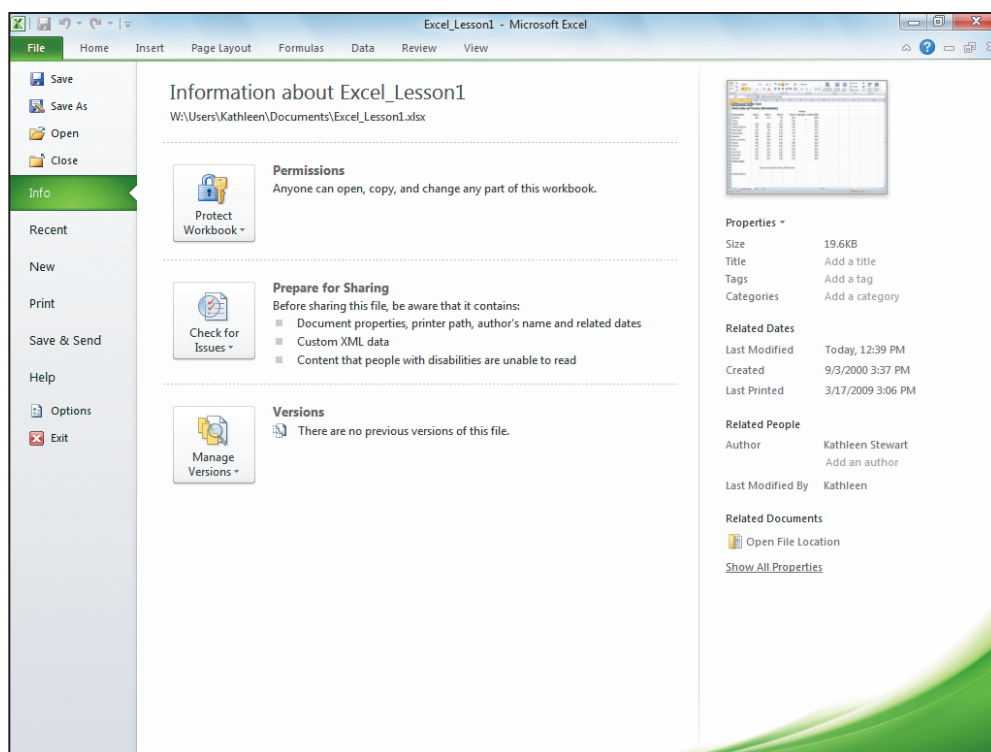 Excel_Lesson1 - Microsoft Excel
File Home Insert Page Layout Formulas Data Review View
Save
Save As
Open
Close
Info
Recent
New
Print
Save & Send
Help
Options
Exit
Information about Excel_Lesson1
W:\Users\Kathleen\Documents\Excel_Lesson1.xlsx
Protect
Workbook
Permissions
Anyone can open, copy, and change any part of this workbook.
Check for
Issues
Prepare for Sharing
Before sharing this file, be aware that it contains:
Document properties, printer path, author's name and related dates
Custom XML data
Content that people with disabilities are unable to read
Manage
Versions
Versions
There are no previous versions of this file.
Properties
Size 19.6KB
Title Add a title
Tags Add a tag
Categories Add a category
Related Dates
Last Modified Today, 12:39 PM
Created 9/3/2000 3:37 PM
Last Printed 3/17/2009 3:06 PM
Related People
Author Kathleen Stewart
Add an author
Last Modified By Kathleen
Related Documents
Open File Location
Show All Properties